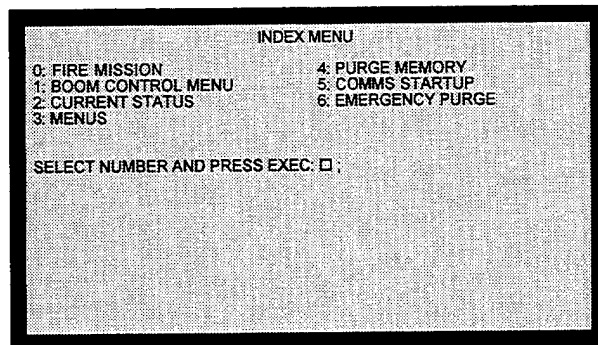 INDEX MENU
0: FIRE MISSION
1: BOOM CONTROL MENU
2: CURRENT STATUS
3: MENUS
4: PURGE MEMORY
5: COMMS STARTUP
6: EMERGENCY PURGE
SELECT NUMBER AND PRESS EXEC: □ ;